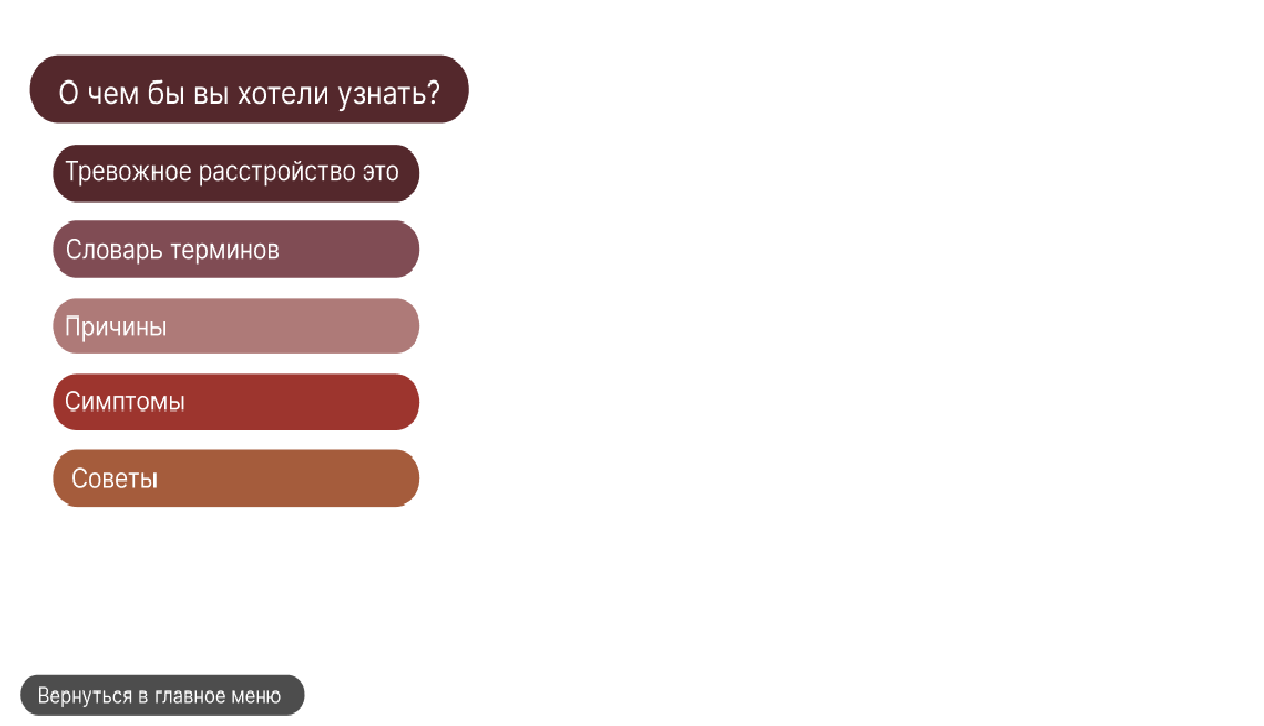 О чем бы вы хотели узнать?
Тревожное расстройство это
Словарь терминов
Причины
Симптомы
Советы
Вернуться в главное меню